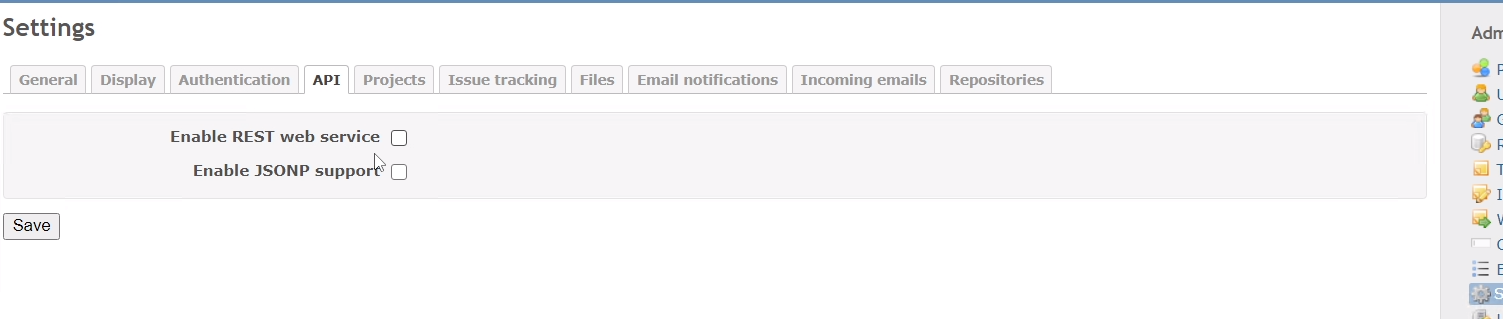 Settings
Adm
General Display Authentication API Projects Issue tracking Files Email notifications Incoming emails Repositories
Enable REST web service
Enable JSONP support
Save